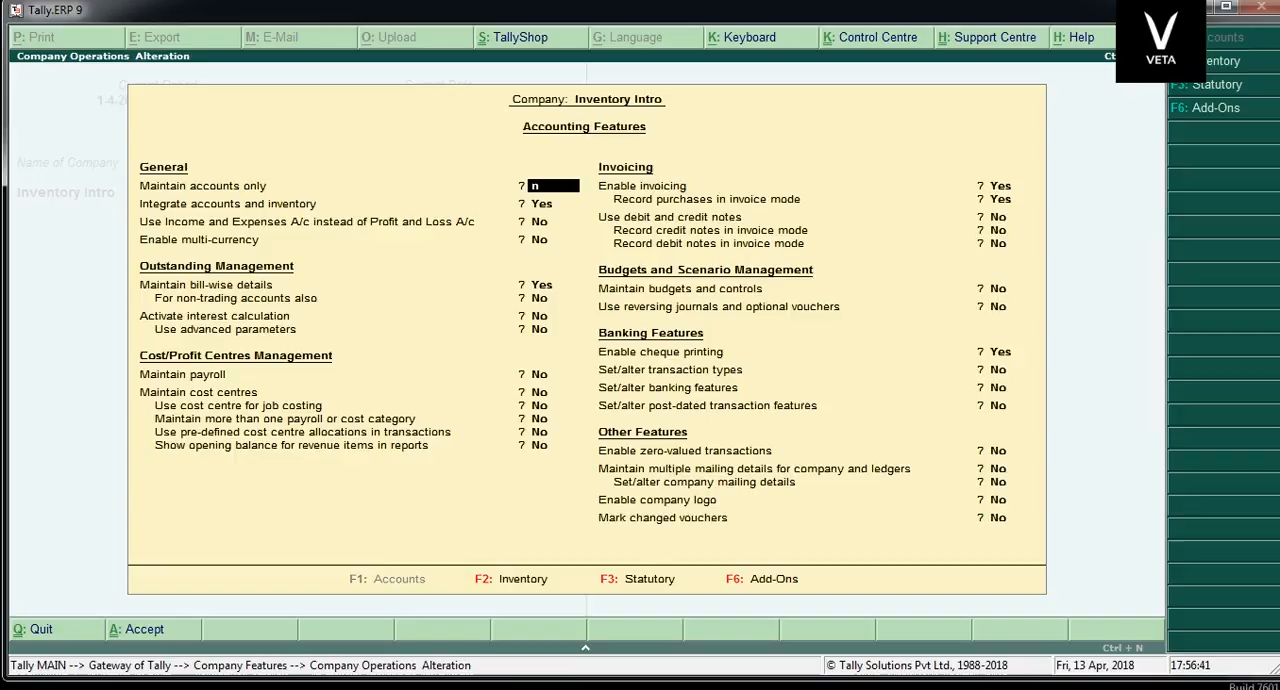 Tally.ERP 9
P: Print
E: Export
M: E-Mail
O: Upload
S: TallyShop
G: Language
K: Keyboard
K: Control Centre
H: Support Centre
H: Help
Company Operations Alteration
VETA
F3: Statutory
F6: Add-Ons
Name of Company
Inventory Intro
Company: Inventory Intro
Accounting Features
General
Maintain accounts only ? n
Integrate accounts and inventory ? Yes
Use Income and Expenses A/c instead of Profit and Loss A/c ? No
Enable multi-currency ? No
Outstanding Management
Maintain bill-wise details ? Yes
For non-trading accounts also ? No
Activate interest calculation ? No
Use advanced parameters ? No
Cost/Profit Centres Management
Maintain payroll ? No
Maintain cost centres ? No
Use cost centre for job costing ? No
Maintain more than one payroll or cost category ? No
Use pre-defined cost centre allocations in transactions ? No
Show opening balance for revenue items in reports ? No
Invoicing
Enable invoicing ? Yes
Record purchases in invoice mode ? Yes
Use debit and credit notes ? No
Record credit notes in invoice mode ? No
Record debit notes in invoice mode ? No
Budgets and Scenario Management
Maintain budgets and controls ? No
Use reversing journals and optional vouchers ? No
Banking Features
Enable cheque printing ? Yes
Set/alter transaction types ? No
Set/alter banking features ? No
Set/alter post-dated transaction features ? No
Other Features
Enable zero-valued transactions ? No
Maintain multiple mailing details for company and ledgers ? No
Set/alter company mailing details ? No
Enable company logo ? No
Mark changed vouchers ? No
F1: Accounts F2: Inventory F3: Statutory F6: Add-Ons
Q: Quit
A: Accept
Ctrl + N
Tally MAIN --> Gateway of Tally --> Company Features --> Company Operations Alteration
© Tally Solutions Pvt Ltd., 1988-2018
Fri, 13 Apr, 2018
17:56:41
Build 7601